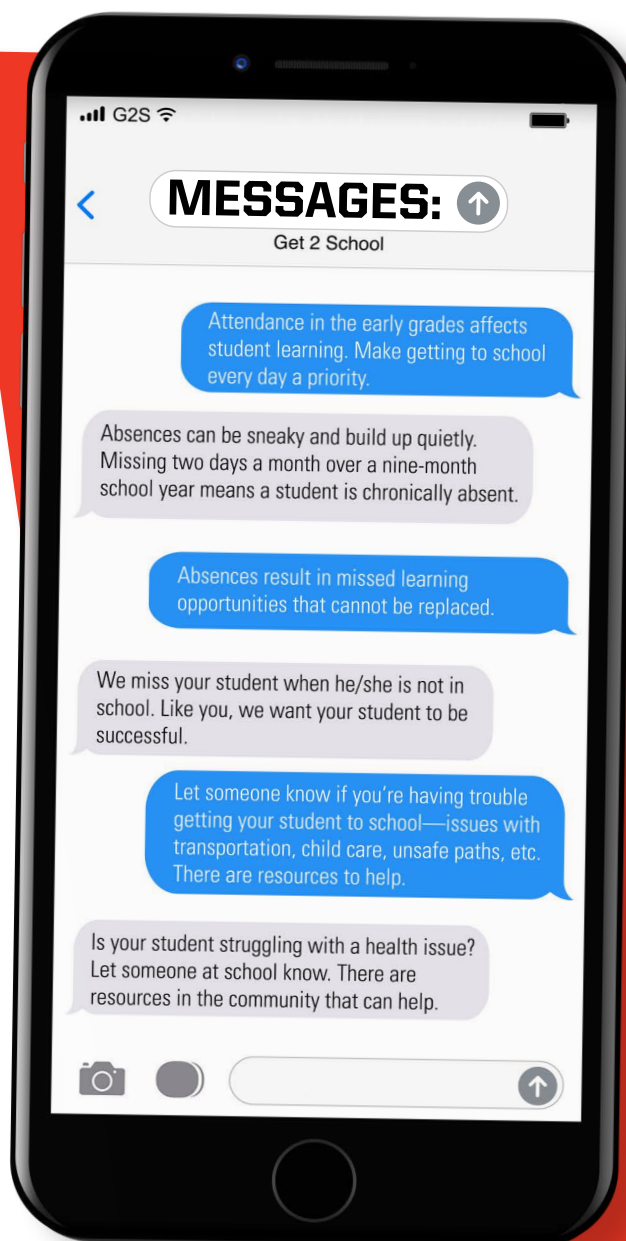 G2S
MESSAGES:
Get 2 School
Attendance in the early grades affects
student learning. Make getting to school
every day a priority.
Absences can be sneaky and build up quietly.
Missing two days a month over a nine-month
school year means a student is chronically absent.
Absences result in missed learning
opportunities that cannot be replaced.
We miss your student when he/she is not in
school. Like you, we want your student to be
successful.
Let someone know if you’re having trouble
getting your student to school—issues with
transportation, child care, unsafe paths, etc.
There are resources to help.
Is your student struggling with a health issue?
Let someone at school know. There are
resources in the community that can help.